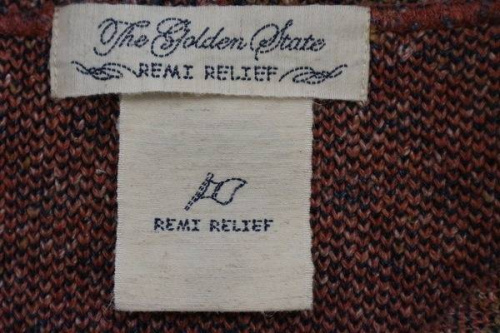 The Golden State
REMI RELIEF
REMI RELIEF